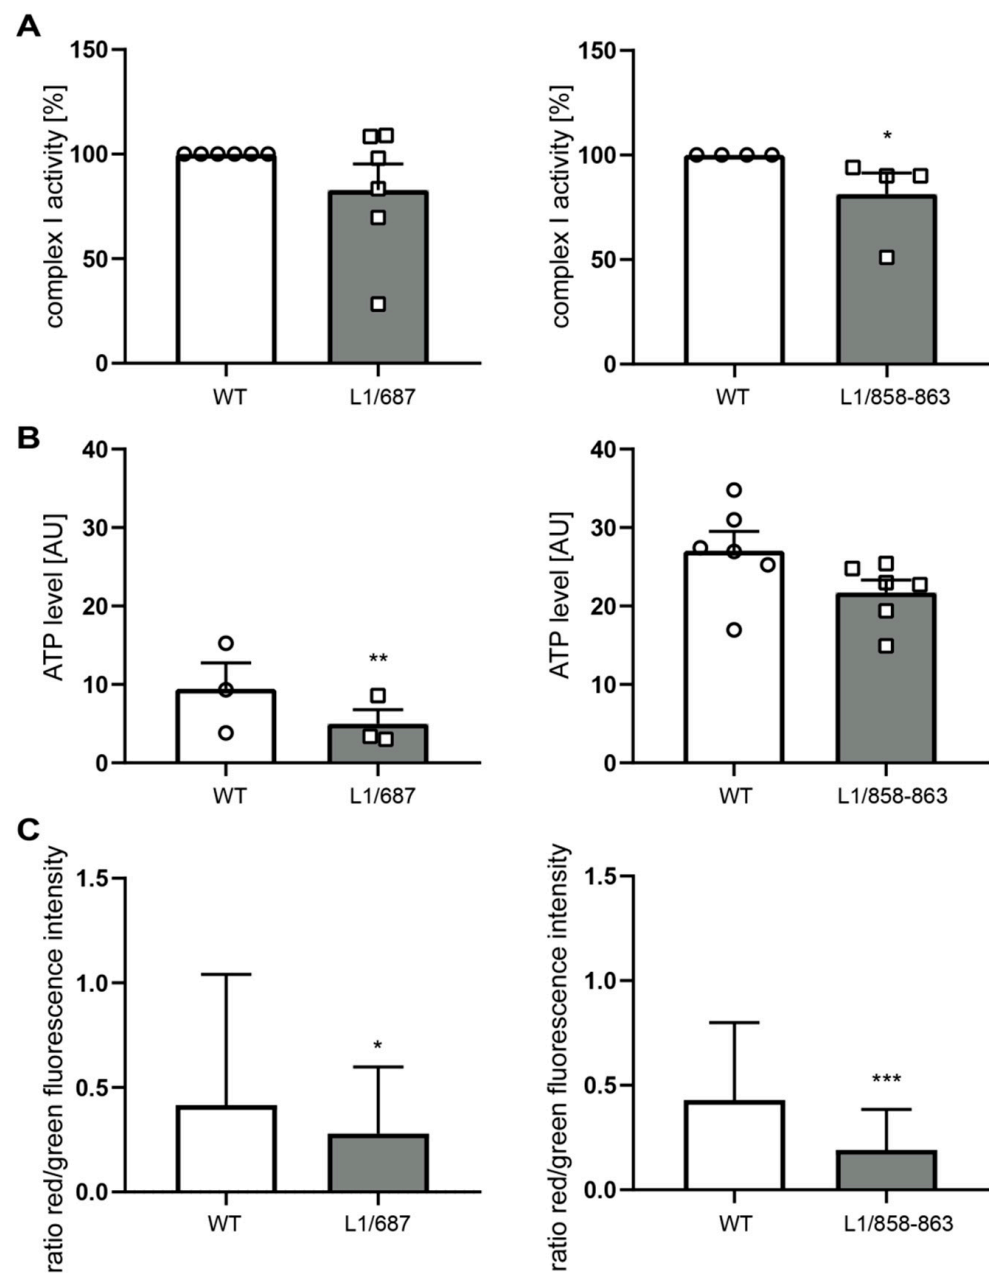 A
complex I activity [%]
150
100
50
0
WT
L1/687
complex I activity [%]
150
100
50
0
*
WT
L1/858-863
B
ATP level [AU]
40
30
20
10
0
**
WT
L1/687
ATP level [AU]
40
30
20
10
0
WT
L1/858-863
C
ratio red/green fluorescence intensity
1.5
1.0
0.5
0.0
*
WT
L1/687
ratio red/green fluorescence intensity
1.5
1.0
0.5
0.0
***
WT
L1/858-863